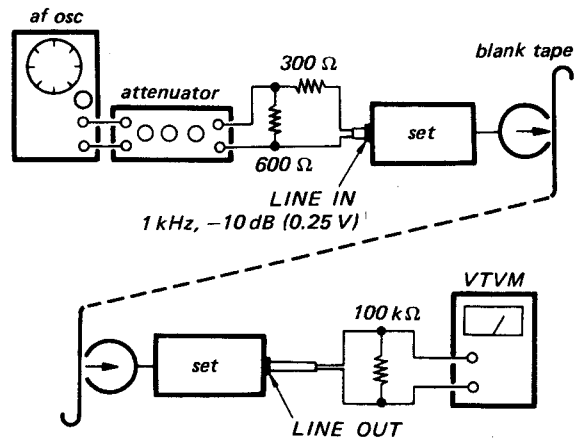 af osc
attenuator
300 Ω
600 Ω
set
blank tape
LINE IN
1 kHz, −10 dB (0.25 V)
set
100 kΩ
VTVM
LINE OUT